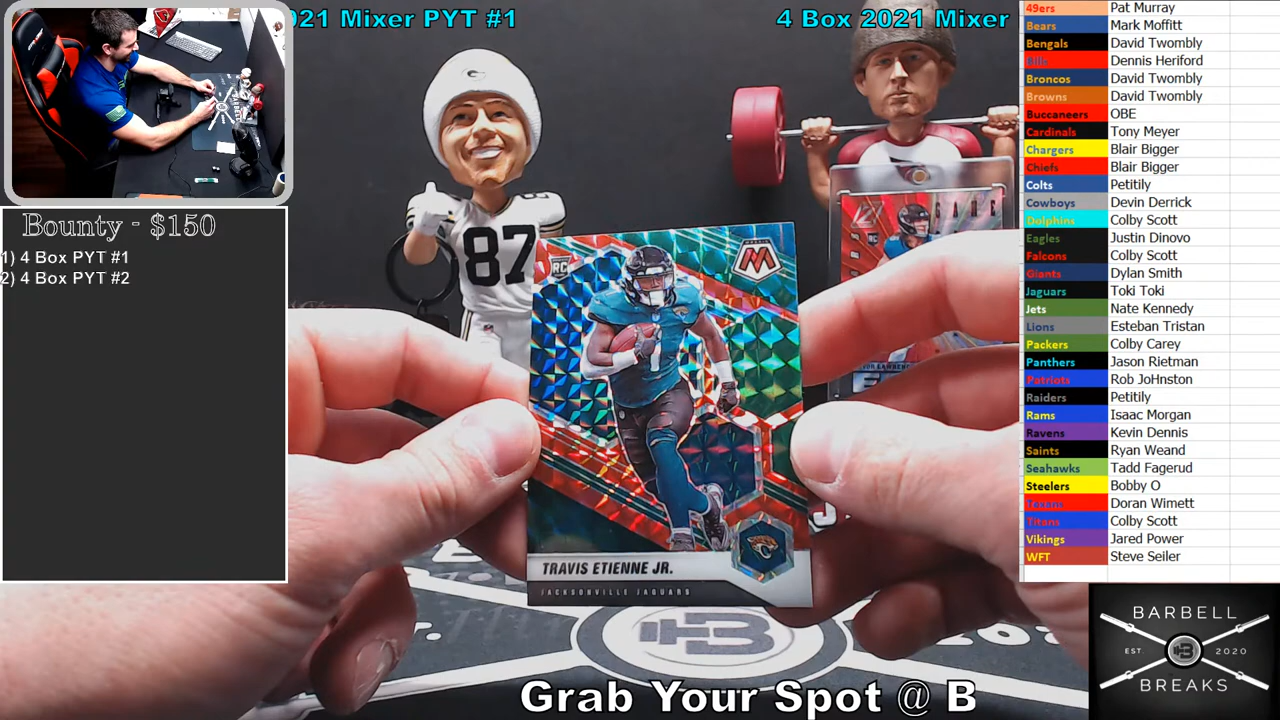 021 Mixer PYT #1
4 Box 2021 Mixer
Bounty - $150
1) 4 Box PYT #1
2) 4 Box PYT #2
49ers Pat Murray
Bears Mark Moffitt
Bengals David Twombly
Bills Dennis Heriford
Broncos David Twombly
Browns David Twombly
Buccaneers OBE
Cardinals Tony Meyer
Chargers Blair Bigger
Chiefs Blair Bigger
Colts Petitily
Cowboys Devin Derrick
Dolphins Colby Scott
Eagles Justin Dinovo
Falcons Colby Scott
Giants Dylan Smith
Jaguars Toki Toki
Jets Nate Kennedy
Lions Esteban Tristan
Packers Colby Carey
Panthers Jason Rietman
Patriots Rob JoHnston
Raiders Petitily
Rams Isaac Morgan
Ravens Kevin Dennis
Saints Ryan Weand
Seahawks Tadd Fagerud
Steelers Bobby O
Texans Doran Wimett
Titans Colby Scott
Vikings Jared Power
WFT Steve Seiler
G
87
RC
M
1
TRAVIS ETIENNE JR.
JACKSONVILLE JAGUARS
BARBELL
EST. 2020
BREAKS
Grab Your Spot @ B